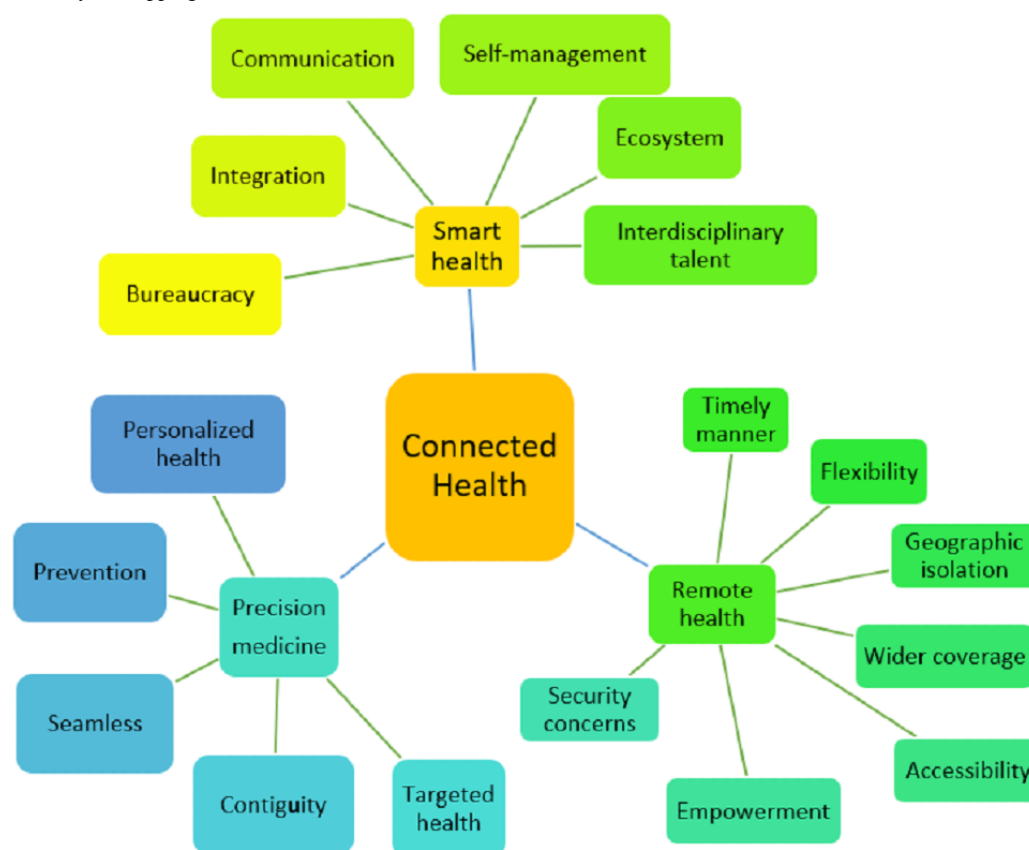 Communication
Self-management
Ecosystem
Integration
Smart
health
Interdisciplinary
talent
Bureaucracy
Connected
Health
Personalized
health
Prevention
Precision
medicine
Seamless
Contiguity
Targeted
health
Timely
manner
Flexibility
Geographic
isolation
Remote
health
Wider coverage
Security
concerns
Accessibility
Empowerment